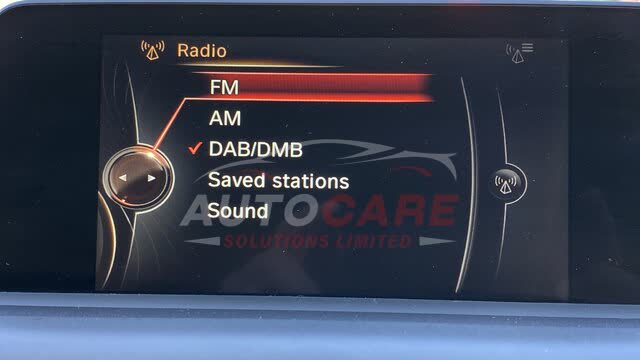 Radio
FM
AM
DAB/DMB
Saved stations
Sound
AUTOCARE
SOLUTIONS LIMITED